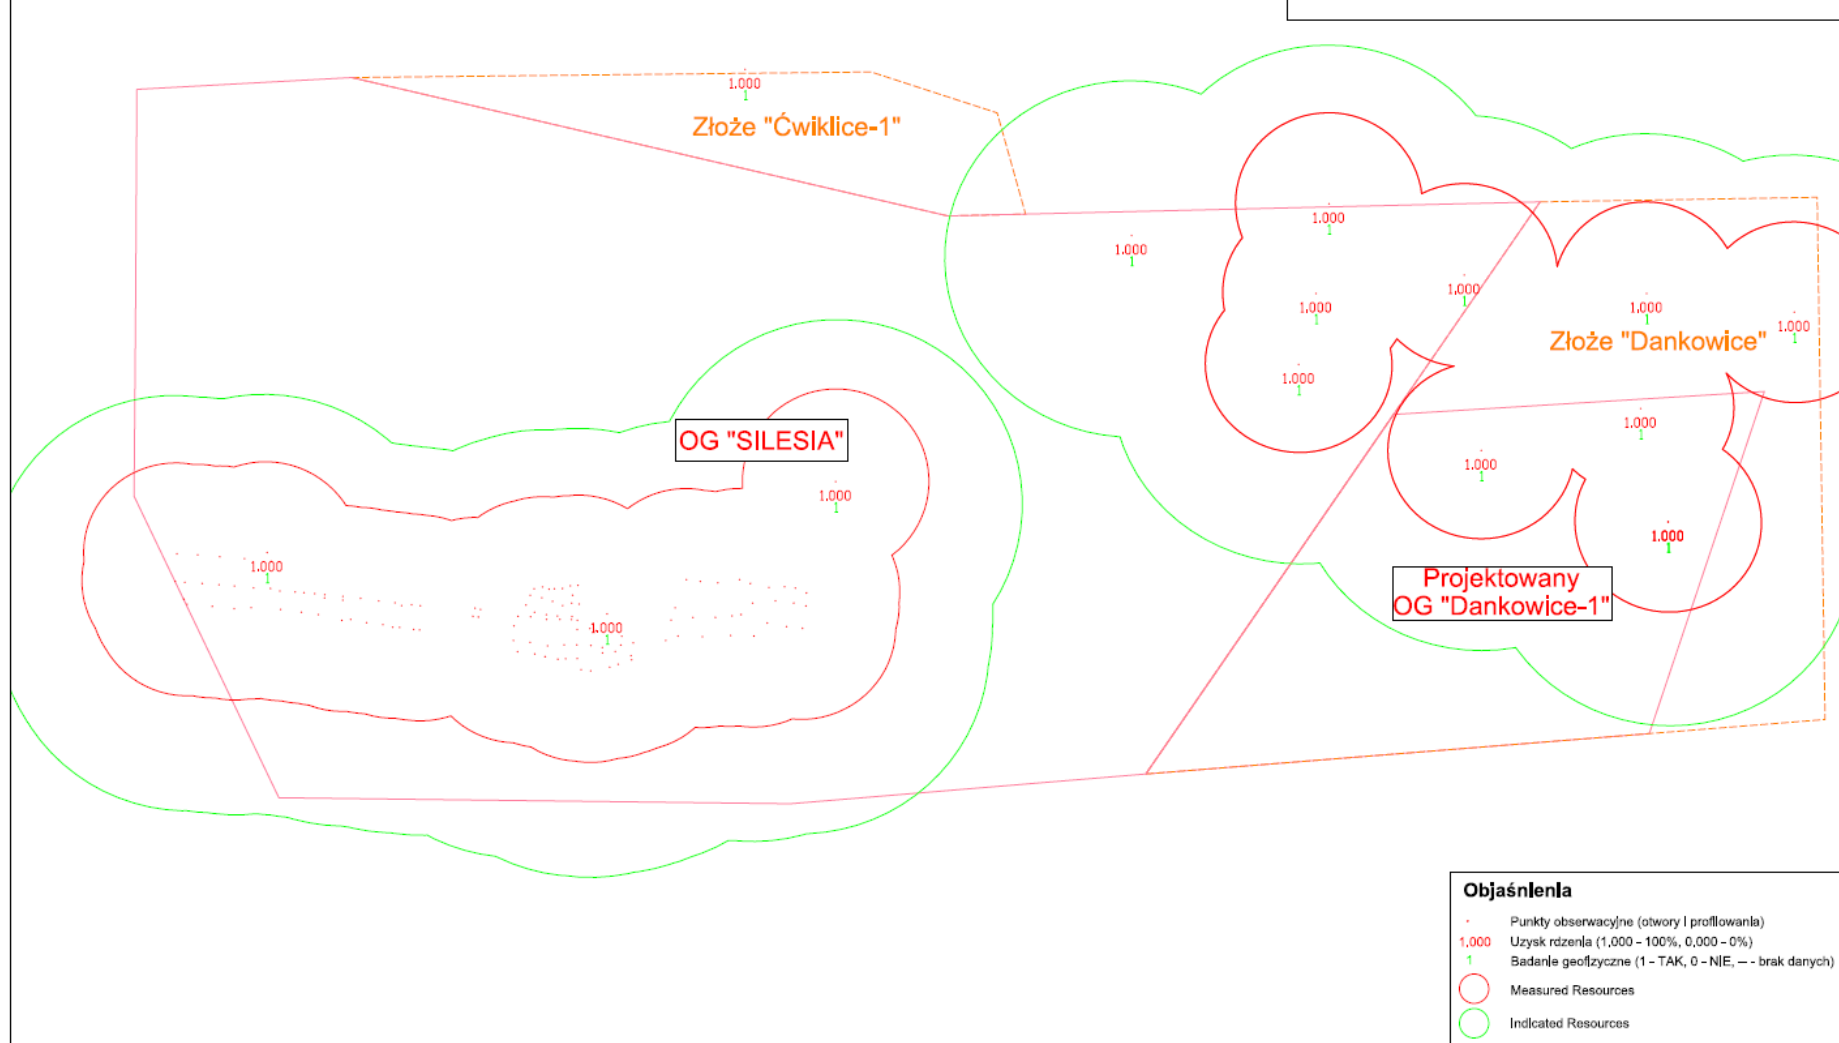 1.000
1
Złoże "Ćwiklice-1"
1.000
1
1.000
1
1.000
1
1.000
1
1.000
1
1.000
1
Złoże "Dankowice"
1.000
1
1.000
1
1.000
1
OG "SILESIA"
1.000
1
1.000
1
1.000
1
1.000
1
Projektowany
OG "Dankowice-1"
1.000
1
Objaśnienia
Punkty obserwacyjne (otwory i profilowania)
1.000 Uzysk rdzenia (1,000 - 100%, 0,000 - 0%)
1 Badanie geofizyczne (1 - TAK, 0 - NIE, — - brak danych)
Measured Resources
Indicated Resources